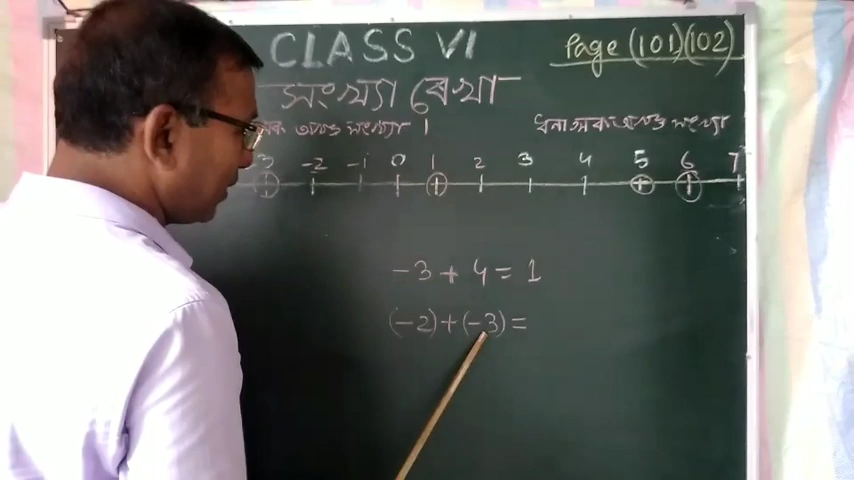 CLASS VI
Page (101)(102)
সংখ্যা ৰেখা
অখণ্ড সংখ্যা । ধনাত্মক অখণ্ড সংখ্যা
3 -2 -1 0 1 2 3 4 5 6 7
-3 + 4 = 1
(-2) + (-3) =